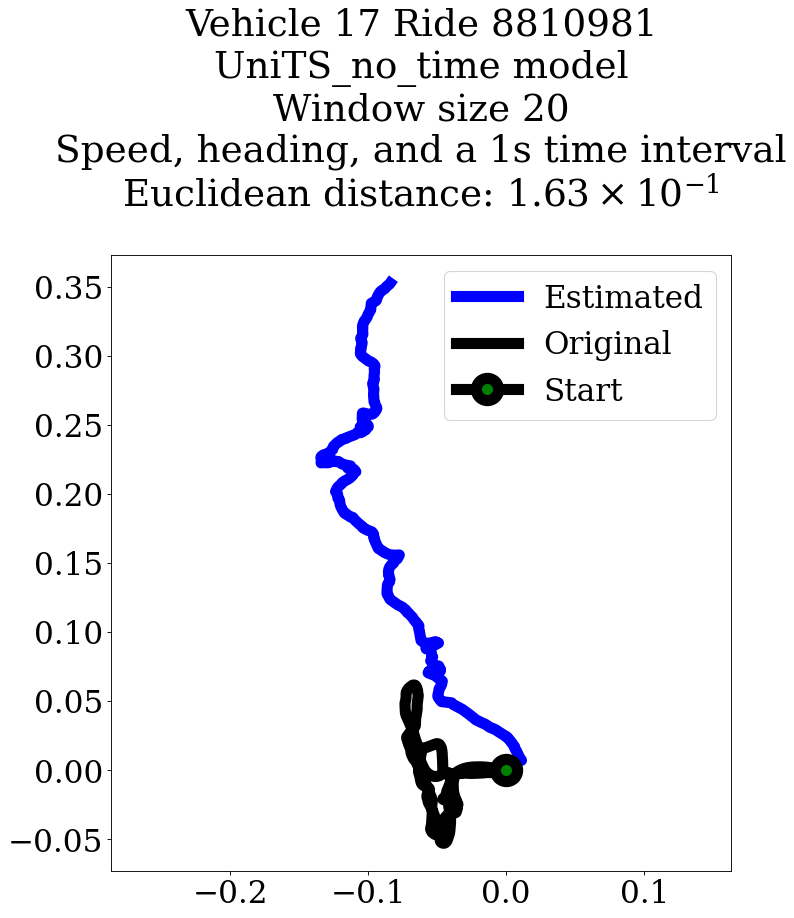 Vehicle 17 Ride 8810981
UniTS_no_time model
Window size 20
Speed, heading, and a 1s time interval
Euclidean distance: 1.63 × 10⁻¹
Estimated
Original
Start
0.35
0.30
0.25
0.20
0.15
0.10
0.05
0.00
−0.05
−0.2 −0.1 0.0 0.1